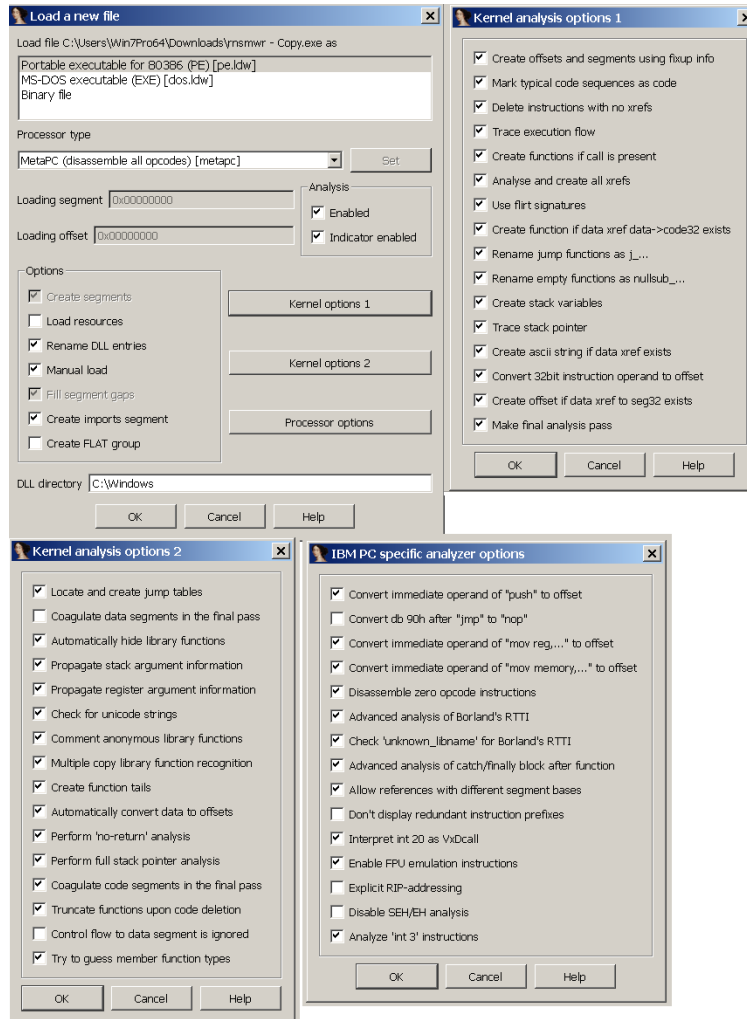 Load a new file
Load file C:\Users\Win7Pro64\Downloads\rnsmwr - Copy.exe as
Portable executable for 80386 (PE) [pe.ldw]
MS-DOS executable (EXE) [dos.ldw]
Binary file
Processor type
MetaPC (disassemble all opcodes) [metapc]
Set
Loading segment 0x00000000
Loading offset 0x00000000
Analysis
Enabled
Indicator enabled
Options
Create segments
Load resources
Rename DLL entries
Manual load
Fill segment gaps
Create imports segment
Create FLAT group
Kernel options 1
Kernel options 2
Processor options
DLL directory C:\Windows
OK Cancel Help
Kernel analysis options 1
Create offsets and segments using fixup info
Mark typical code sequences as code
Delete instructions with no xrefs
Trace execution flow
Create functions if call is present
Analyse and create all xrefs
Use flirt signatures
Create function if data xref data->code32 exists
Rename jump functions as j_...
Rename empty functions as nullsub_...
Create stack variables
Trace stack pointer
Create ascii string if data xref exists
Convert 32bit instruction operand to offset
Create offset if data xref to seg32 exists
Make final analysis pass
OK Cancel Help
Kernel analysis options 2
Locate and create jump tables
Coagulate data segments in the final pass
Automatically hide library functions
Propagate stack argument information
Propagate register argument information
Check for unicode strings
Comment anonymous library functions
Multiple copy library function recognition
Create function tails
Automatically convert data to offsets
Perform 'no-return' analysis
Perform full stack pointer analysis
Coagulate code segments in the final pass
Truncate functions upon code deletion
Control flow to data segment is ignored
Try to guess member function types
OK Cancel Help
IBM PC specific analyzer options
Convert immediate operand of "push" to offset
Convert db 90h after "jmp" to "nop"
Convert immediate operand of "mov reg,..." to offset
Convert immediate operand of "mov memory,..." to offset
Disassemble zero opcode instructions
Advanced analysis of Borland's RTTI
Check 'unknown_libname' for Borland's RTTI
Advanced analysis of catch/finally block after function
Allow references with different segment bases
Don't display redundant instruction prefixes
Interpret int 20 as VxDcall
Enable FPU emulation instructions
Explicit RIP-addressing
Disable SEH/EH analysis
Analyze 'int 3' instructions
OK Cancel Help